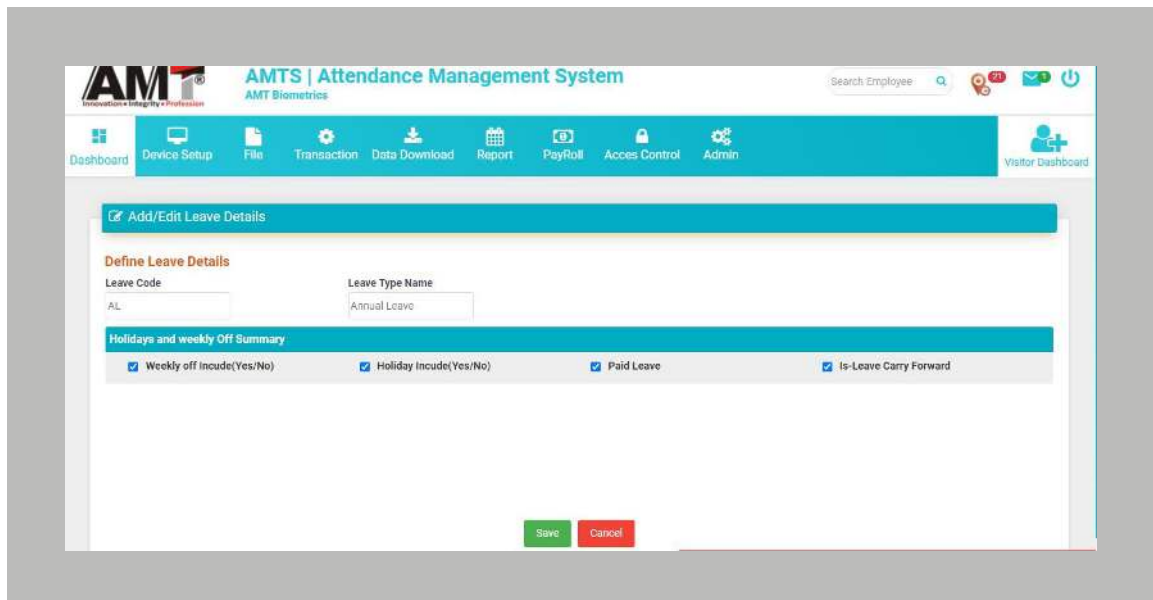 AMT®
Innovation • Integrity • Profession
AMTS | Attendance Management System
AMT Biometrics
Search Employee
21
1
Dashboard
Device Setup
File
Transaction
Data Download
Report
PayRoll
Acces Control
Admin
Visitor Dashboard
Add/Edit Leave Details
Define Leave Details
Leave Code
Leave Type Name
AL
Annual Leave
Holidays and weekly Off Summary
Weekly off Incude(Yes/No)
Holiday Incude(Yes/No)
Paid Leave
Is-Leave Carry Forward
Save
Cancel